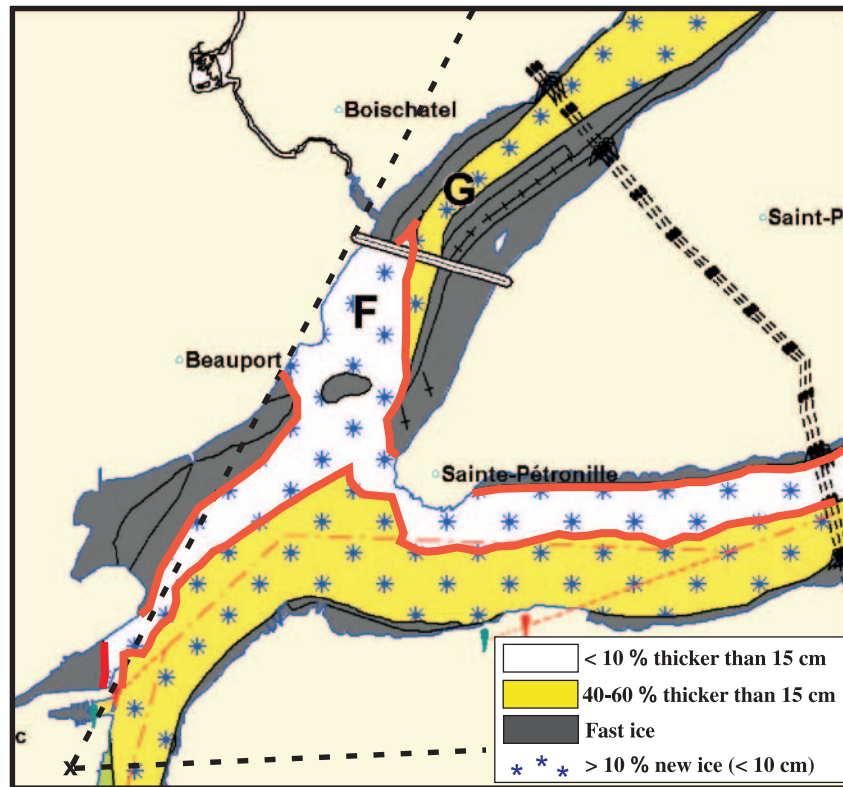 Boischatel
G
Saint-P
F
Beauport
Sainte-Pétronille
c
x
< 10 % thicker than 15 cm
40-60 % thicker than 15 cm
Fast ice
* * * > 10 % new ice (< 10 cm)